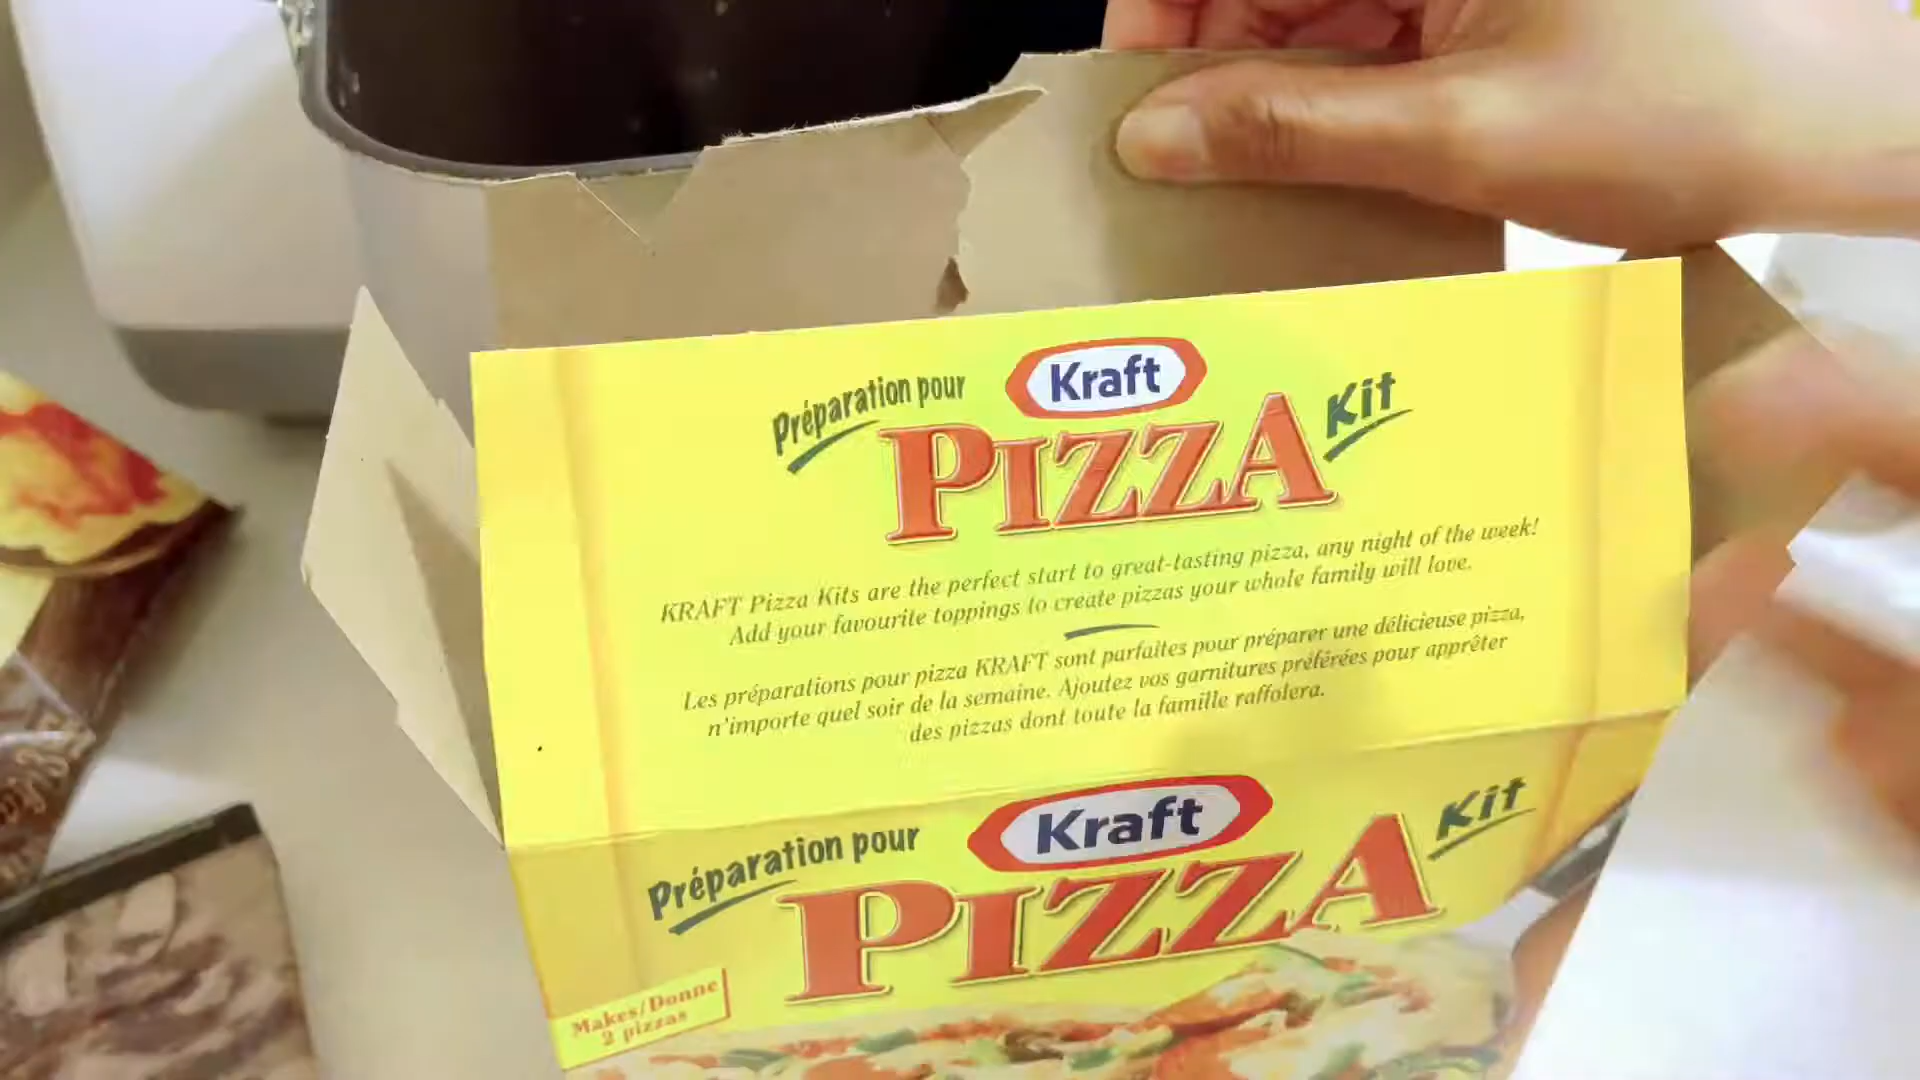 Préparation pour Kraft Kit
PIZZA
KRAFT Pizza Kits are the perfect start to great-tasting pizza, any night of the week!
Add your favourite toppings to create pizzas your whole family will love.
Les préparations pour pizza KRAFT sont parfaites pour préparer une délicieuse pizza,
n'importe quel soir de la semaine. Ajoutez vos garnitures préférées pour apprêter
des pizzas dont toute la famille raffolera.
Préparation pour Kraft Kit
PIZZA
Makes/Donne
2 pizzas